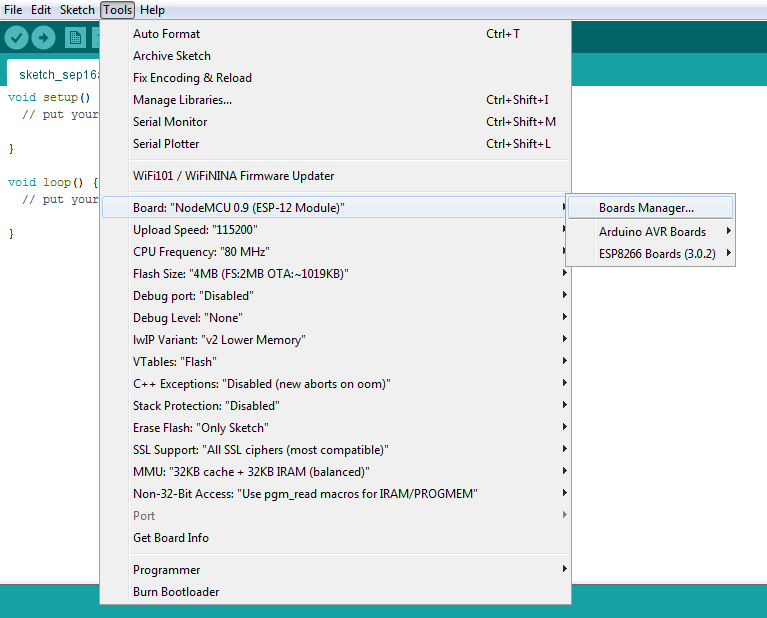 File Edit Sketch Tools Help
sketch_sep16a
void setup()
// put your
}
void loop() {
// put your
}
Auto Format Ctrl+T
Archive Sketch
Fix Encoding & Reload
Manage Libraries... Ctrl+Shift+I
Serial Monitor Ctrl+Shift+M
Serial Plotter Ctrl+Shift+L
WiFi101 / WiFiNINA Firmware Updater
Board: "NodeMCU 0.9 (ESP-12 Module)"
Upload Speed: "115200"
CPU Frequency: "80 MHz"
Flash Size: "4MB (FS:2MB OTA:~1019KB)"
Debug port: "Disabled"
Debug Level: "None"
lwIP Variant: "v2 Lower Memory"
VTables: "Flash"
C++ Exceptions: "Disabled (new aborts on oom)"
Stack Protection: "Disabled"
Erase Flash: "Only Sketch"
SSL Support: "All SSL ciphers (most compatible)"
MMU: "32KB cache + 32KB IRAM (balanced)"
Non-32-Bit Access: "Use pgm_read macros for IRAM/PROGMEM"
Port
Get Board Info
Programmer
Burn Bootloader
Boards Manager...
Arduino AVR Boards
ESP8266 Boards (3.0.2)